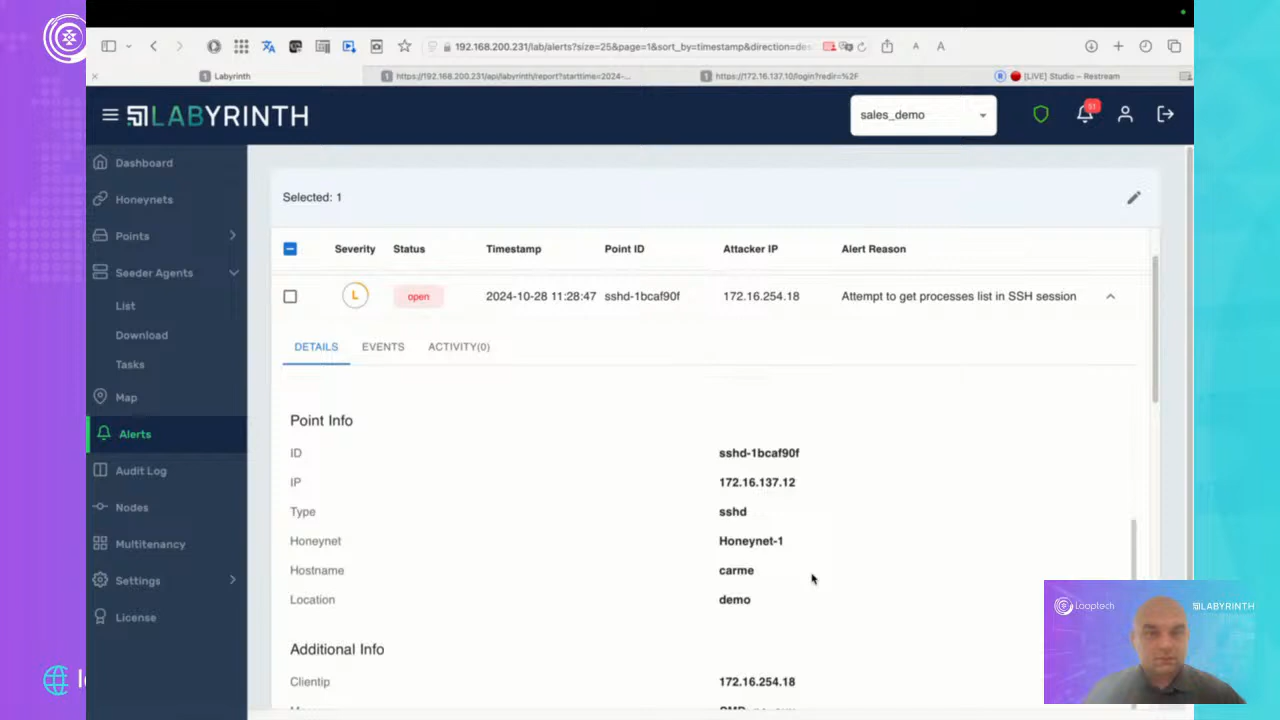 192.168.200.231/lab/alerts?size=25&page=1&sort_by=timestamp&direction=des
A A
1 Labyrinth
1 https://192.168.200.231/api/labyrinth/report?starttime=2024-...
1 https://172.16.137.10/login?redir=%2F
R [LIVE] Studio – Restream
LABYRINTH
sales_demo
51
Dashboard
Honeynets
Points
Seeder Agents
List
Download
Tasks
Map
Alerts
Audit Log
Nodes
Multitenancy
Settings
License
Selected: 1
Severity Status Timestamp Point ID Attacker IP Alert Reason
L open 2024-10-28 11:28:47 sshd-1bcaf90f 172.16.254.18 Attempt to get processes list in SSH session
DETAILS EVENTS ACTIVITY(0)
Point Info
ID sshd-1bcaf90f
IP 172.16.137.12
Type sshd
Honeynet Honeynet-1
Hostname carme
Location demo
Additional Info
Clientip 172.16.254.18
Looptech LABYRINTH